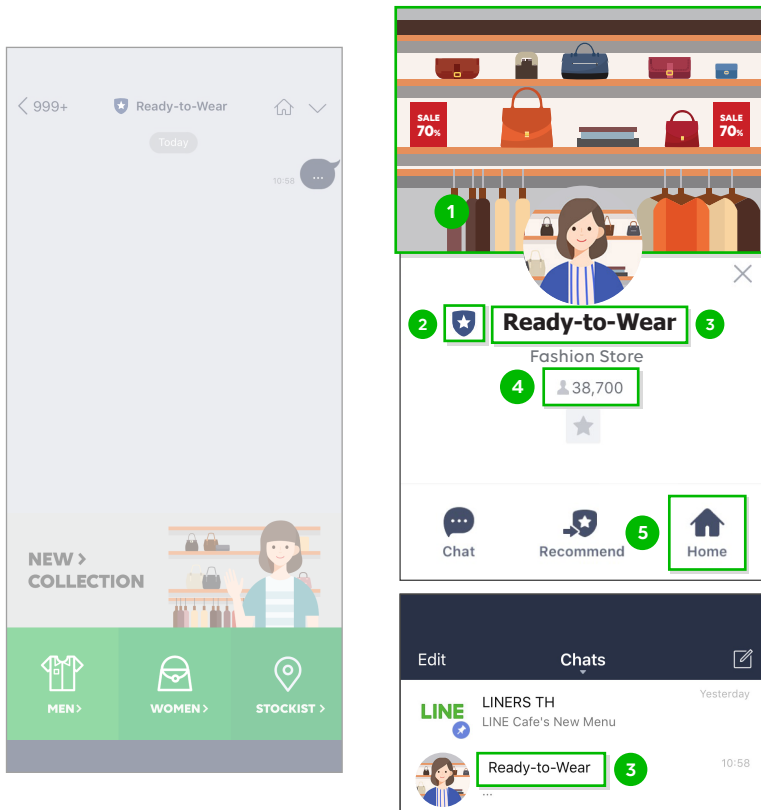 999+
Ready-to-Wear
Today
10:58
...
NEW >
COLLECTION
MEN >
WOMEN >
STOCKIST >
SALE
70%
SALE
70%
1
2
Ready-to-Wear
3
Fashion Store
4
38,700
Chat
Recommend
5
Home
Edit
Chats
LINE
LINERS TH
Yesterday
LINE Cafe's New Menu
Ready-to-Wear
3
10:58
...